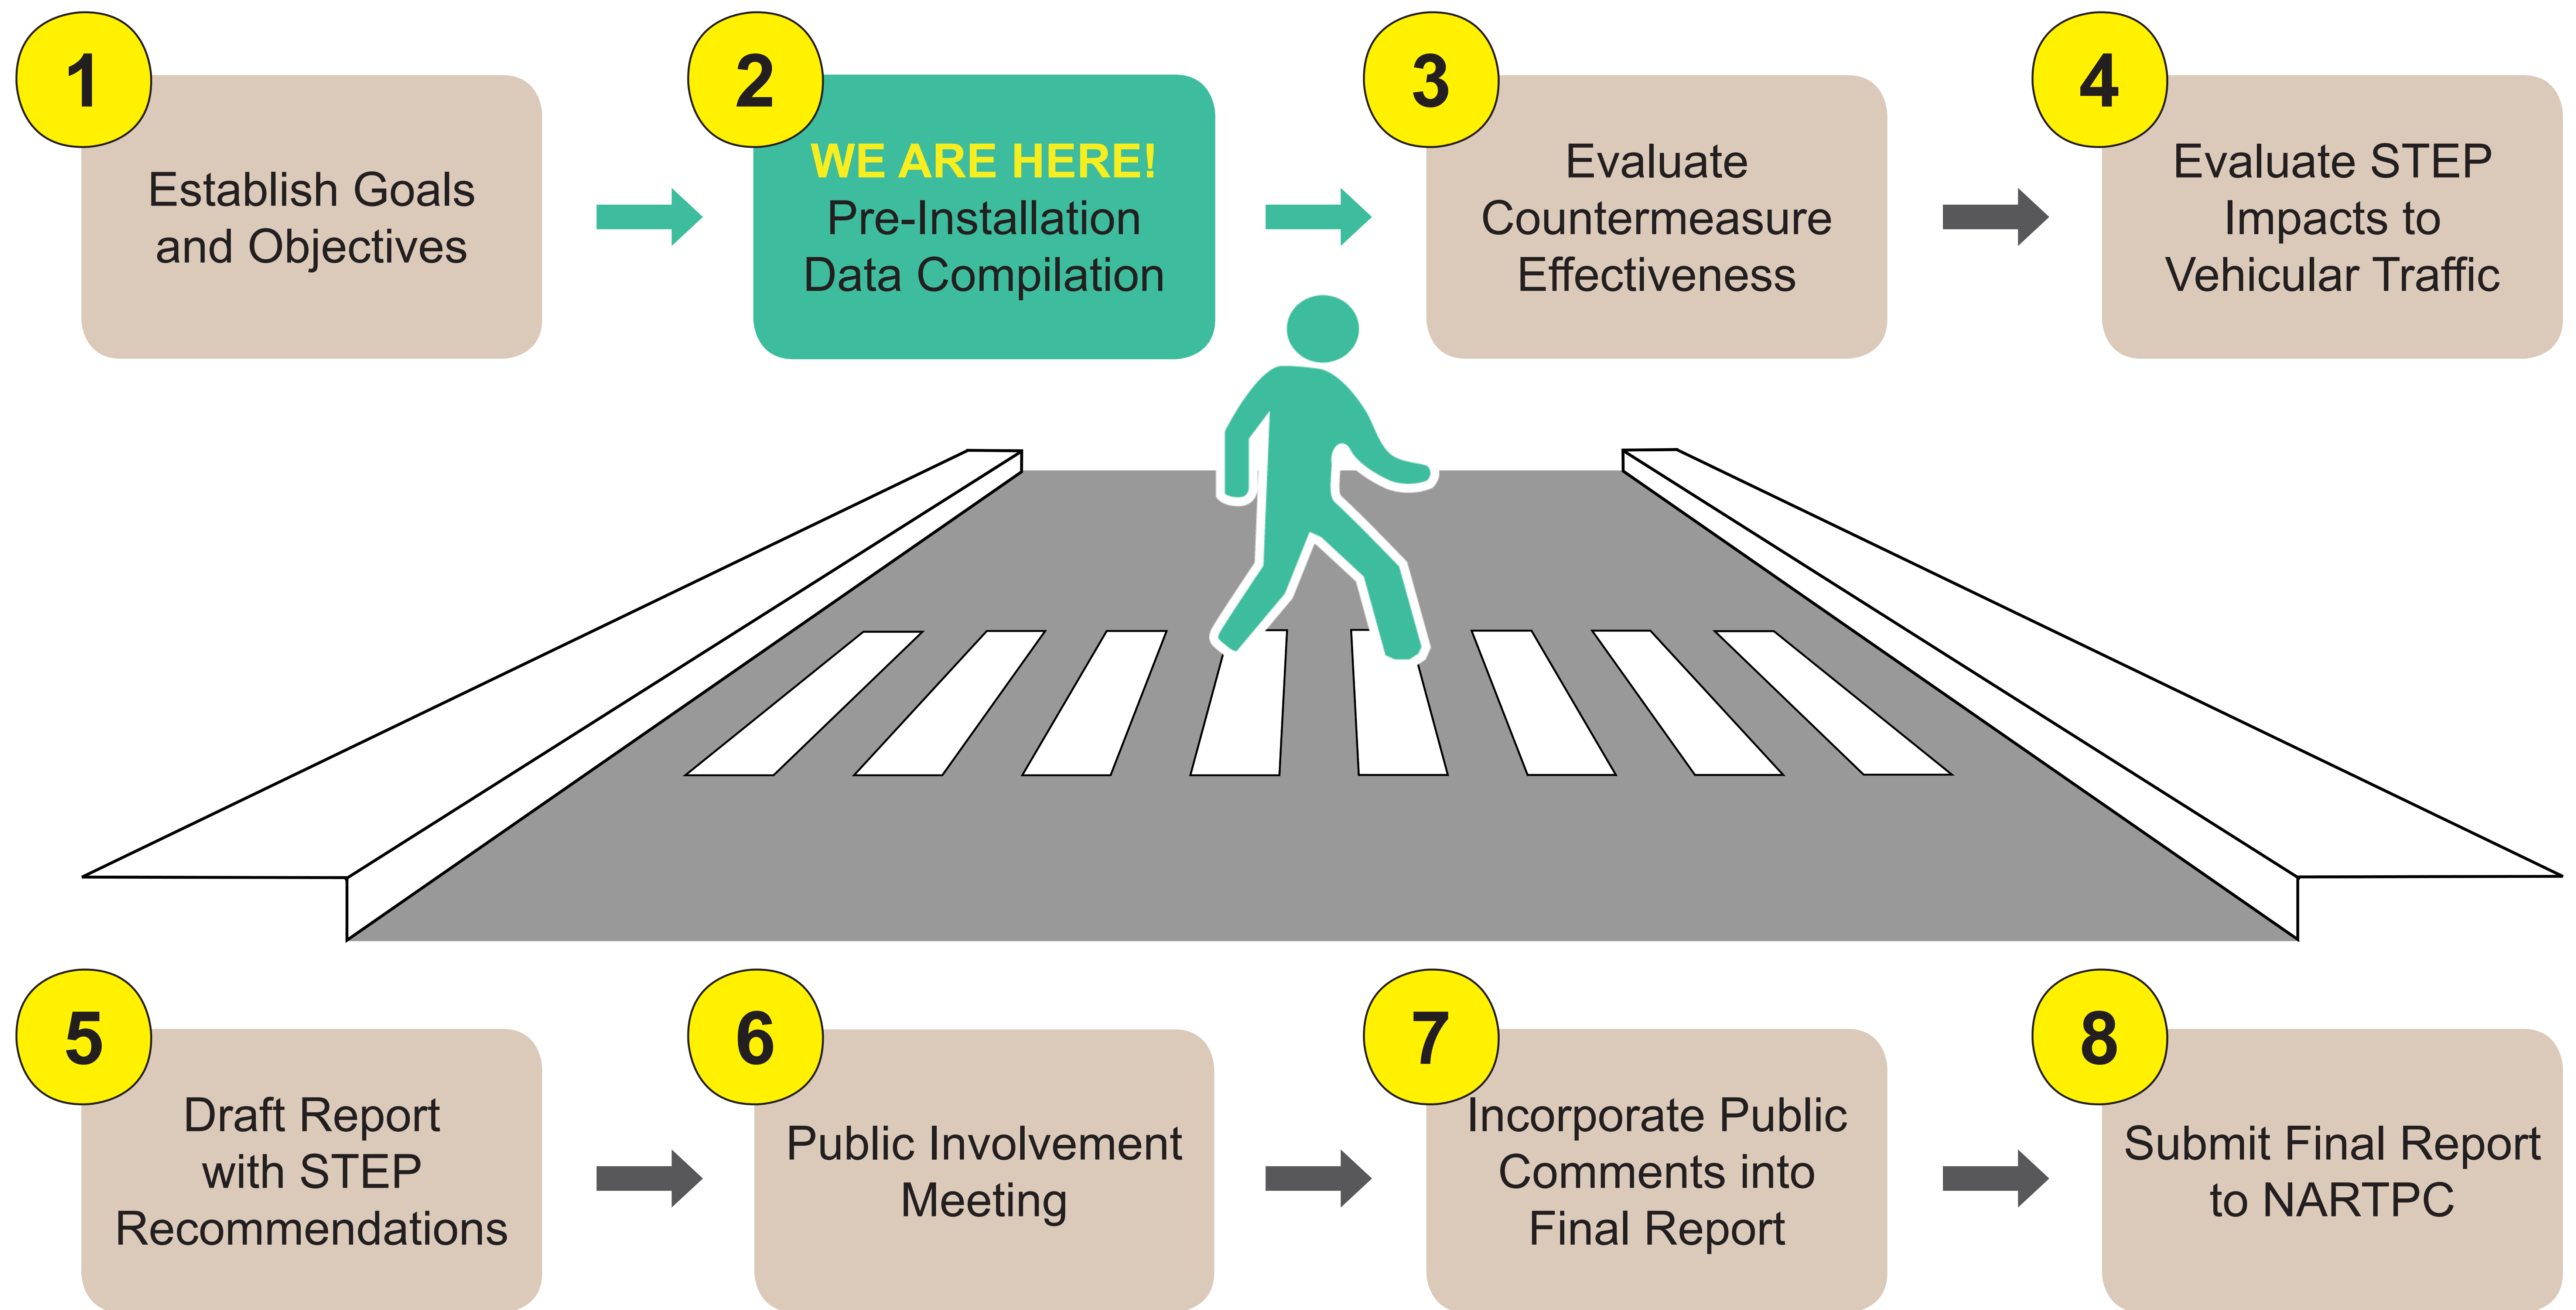 1
Establish Goals
and Objectives
2
WE ARE HERE!
Pre-Installation
Data Compilation
3
Evaluate
Countermeasure
Effectiveness
4
Evaluate STEP
Impacts to
Vehicular Traffic
5
Draft Report
with STEP
Recommendations
6
Public Involvement
Meeting
7
Incorporate Public
Comments into
Final Report
8
Submit Final Report
to NARTPC